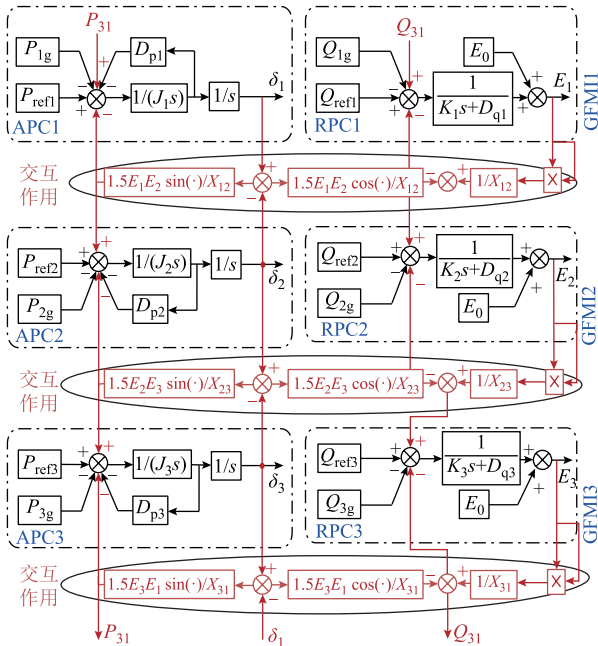 P31
Q31
P1g
Dp1
Q1g
E0
Pref1
1/(J1s)
1/s
δ1
Qref1
1
K1s+Dq1
E1
APC1
RPC1
GFMI1
交互
作用
1.5E1E2 sin(·)/X12
1.5E1E2 cos(·)/X12
1/X12
×
Pref2
1/(J2s)
1/s
δ2
Qref2
1
K2s+Dq2
E2
P2g
Dp2
Q2g
E0
APC2
RPC2
GFMI2
交互
作用
1.5E2E3 sin(·)/X23
1.5E2E3 cos(·)/X23
1/X23
×
Pref3
1/(J3s)
1/s
δ3
Qref3
1
K3s+Dq3
E3
P3g
Dp3
Q3g
E0
APC3
RPC3
GFMI3
交互
作用
1.5E3E1 sin(·)/X31
1.5E3E1 cos(·)/X31
1/X31
×
P31
δ1
Q31